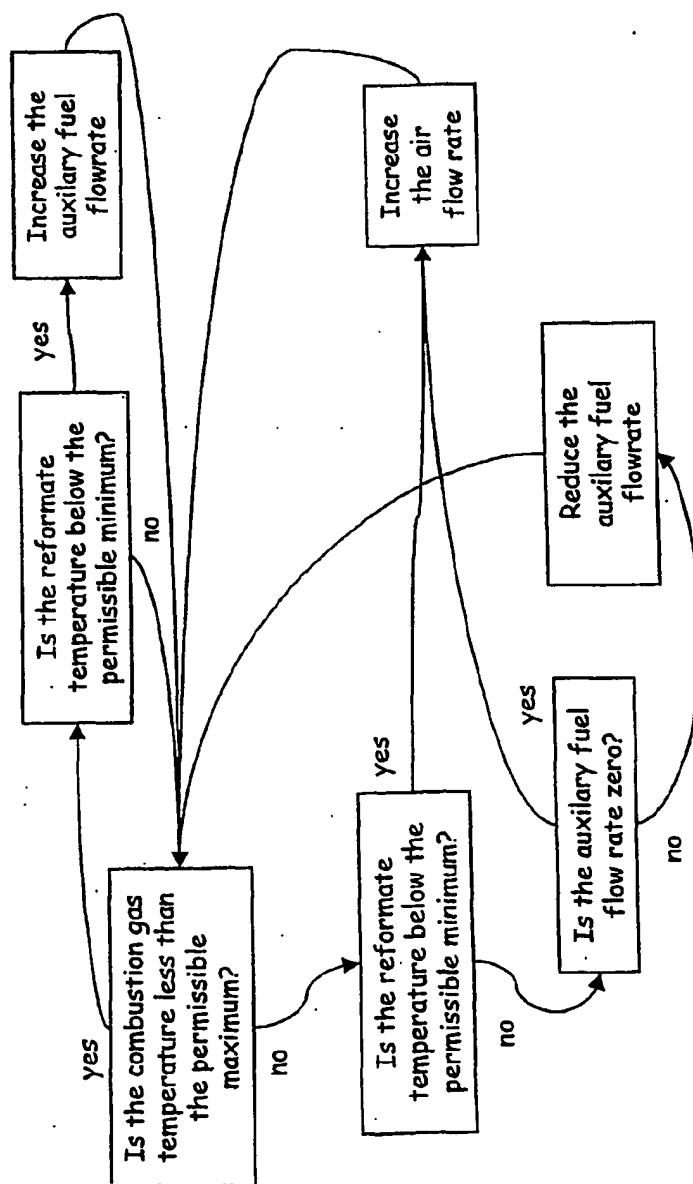 yes
Is the combustion gas
temperature less than
the permissible
maximum?
no
Is the reformate
temperature below the
permissible minimum?
yes
no
Increase the
auxilary fuel
flowrate
Is the reformate
temperature below the
permissible minimum?
yes
no
Increase
the air
flow rate
Is the auxilary fuel
flow rate zero?
yes
no
Reduce the
auxilary fuel
flowrate